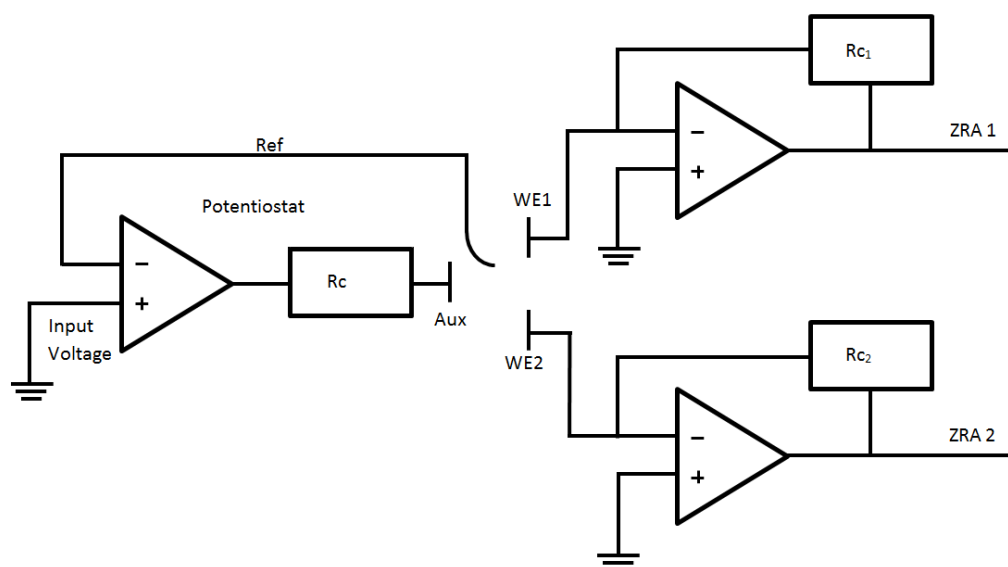 Rc₁
ZRA 1
Ref
WE1
Potentiostat
Rc
Aux
Input
Voltage
WE2
Rc₂
ZRA 2
−
+
−
+
−
+